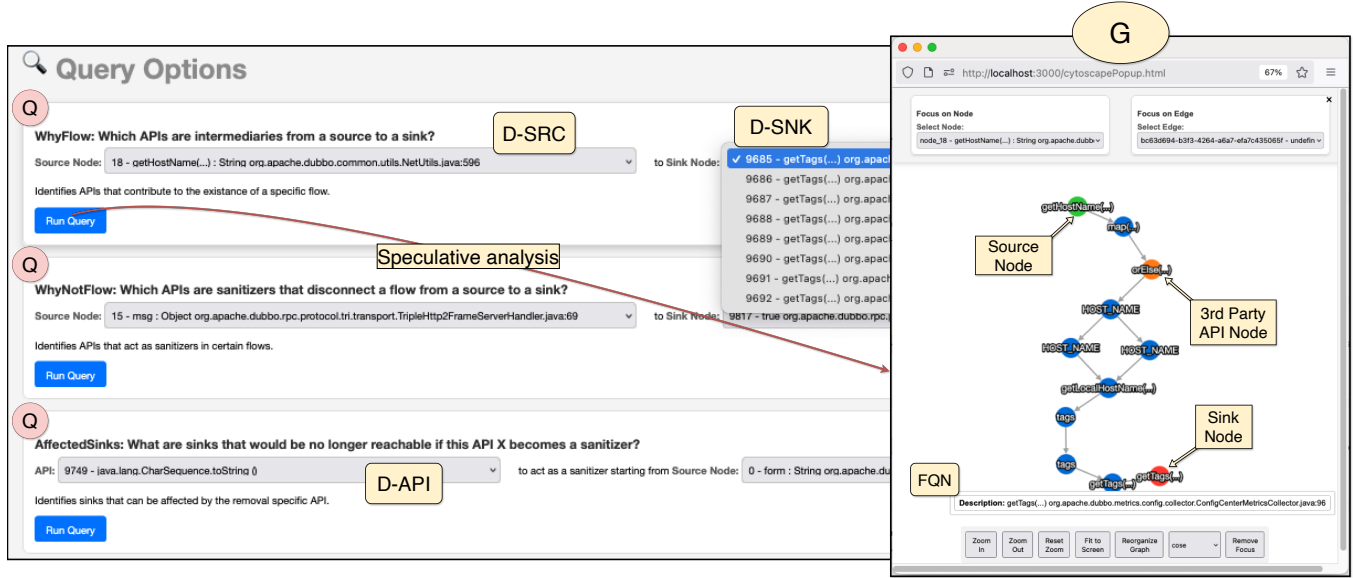 Query Options
Q
WhyFlow: Which APIs are intermediaries from a source to a sink?
D-SRC
D-SNK
Source Node:
18 - getHostName(...) : String org.apache.dubbo.common.utils.NetUtils.java:596
to Sink Node:
✓ 9685 - getTags(...) org.apac
9686 - getTags(...) org.apac
9687 - getTags(...) org.apac
9688 - getTags(...) org.apac
9689 - getTags(...) org.apac
9690 - getTags(...) org.apac
9691 - getTags(...) org.apac
9692 - getTags(...) org.apac
Identifies APIs that contribute to the existance of a specific flow.
Run Query
Speculative analysis
Q
WhyNotFlow: Which APIs are sanitizers that disconnect a flow from a source to a sink?
Source Node:
15 - msg : Object org.apache.dubbo.rpc.protocol.tri.transport.TripleHttp2FrameServerHandler.java:69
to Sink Node:
9817 - true org.apache.dubbo.rpc.
Identifies APIs that act as sanitizers in certain flows.
Run Query
Q
AffectedSinks: What are sinks that would be no longer reachable if this API X becomes a sanitizer?
API:
9749 - java.lang.CharSequence.toString ()
D-API
to act as a sanitizer starting from Source Node:
0 - form : String org.apache.du
Identifies sinks that can be affected by the removal specific API.
Run Query
G
http://localhost:3000/cytoscapePopup.html
67%
×
Focus on Node
Select Node:
node_18 - getHostName(...) : String org.apache.dubb
Focus on Edge
Select Edge:
bc63d694-b3f3-4264-a6a7-efa7c435065f - undefin
getHostName(...)
map(...)
Source
Node
orElse(...)
HOST_NAME
3rd Party
API Node
HOST_NAME
HOST_NAME
getLocalHostName(...)
tags
Sink
Node
tags
getTags(...)
getTags(...)
FQN
Description: getTags(...) org.apache.dubbo.metrics.config.collector.ConfigCenterMetricsCollector.java:96
Zoom
In
Zoom
Out
Reset
Zoom
Fit to
Screen
Reorganize
Graph
cose
Remove
Focus